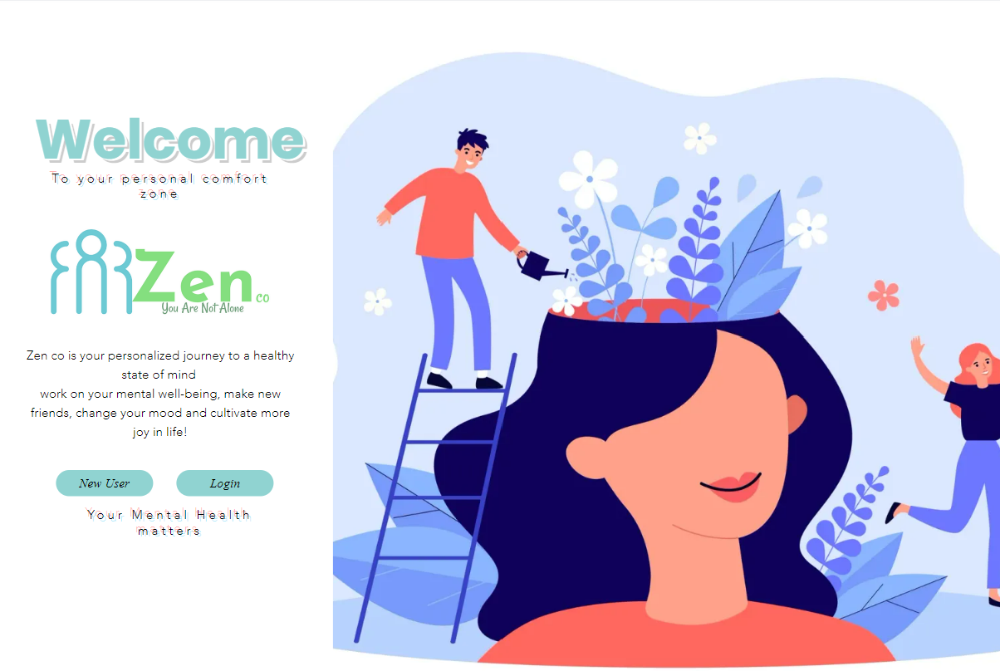 Welcome
To your personal comfort
zone
Zen co
You Are Not Alone
Zen co is your personalized journey to a healthy
state of mind
work on your mental well-being, make new
friends, change your mood and cultivate more
joy in life!
New User Login
Your Mental Health
matters